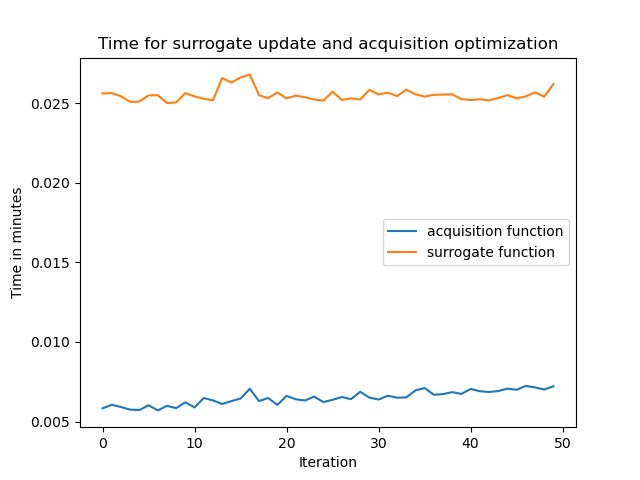 Time for surrogate update and acquisition optimization
0.025
0.020
0.015
0.010
0.005
Time in minutes
acquisition function
surrogate function
0 10 20 30 40 50
Iteration